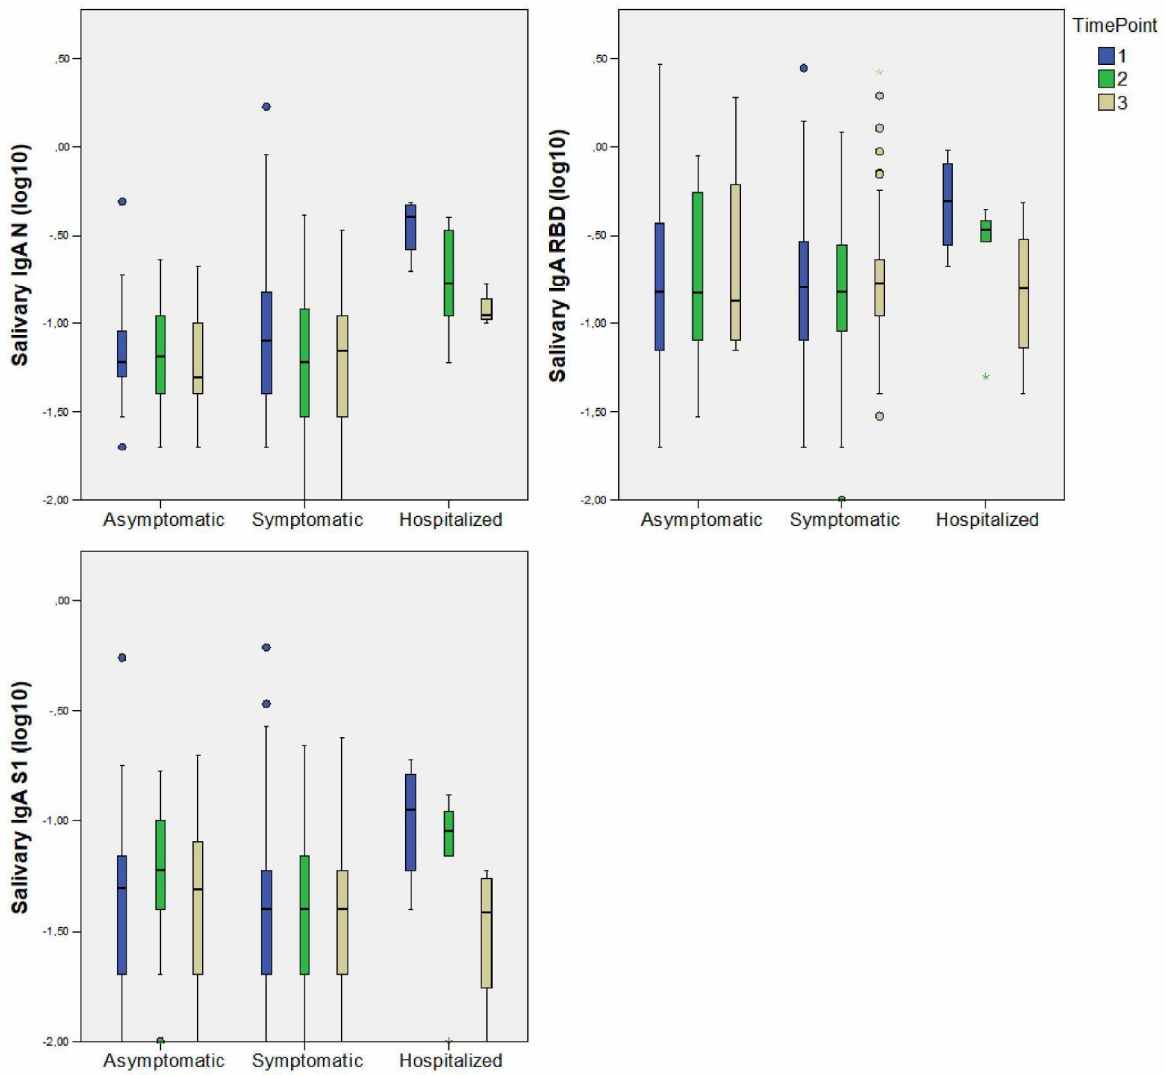 TimePoint
1
2
3
Salivary IgA N (log10)
,50
,00
-,50
-1,00
-1,50
-2,00
Asymptomatic Symptomatic Hospitalized
Salivary IgA RBD (log10)
,50
,00
-,50
-1,00
-1,50
-2,00
Asymptomatic Symptomatic Hospitalized
Salivary IgA S1 (log10)
,00
-,50
-1,00
-1,50
-2,00
Asymptomatic Symptomatic Hospitalized